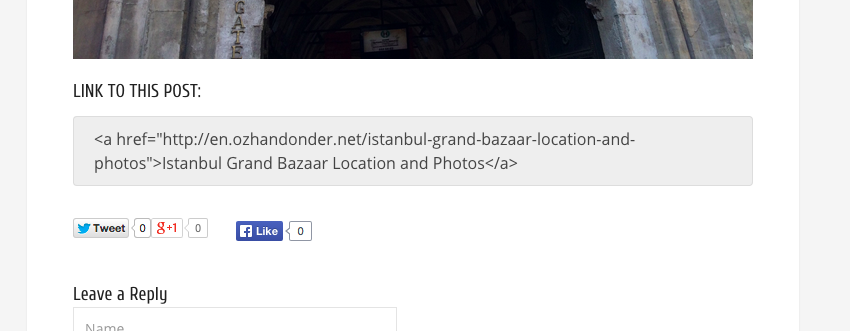 GATE
LINK TO THIS POST:
<a href="http://en.ozhandonder.net/istanbul-grand-bazaar-location-and-
photos">Istanbul Grand Bazaar Location and Photos</a>
Tweet 0 g+1 0 Like 0
Leave a Reply
Name